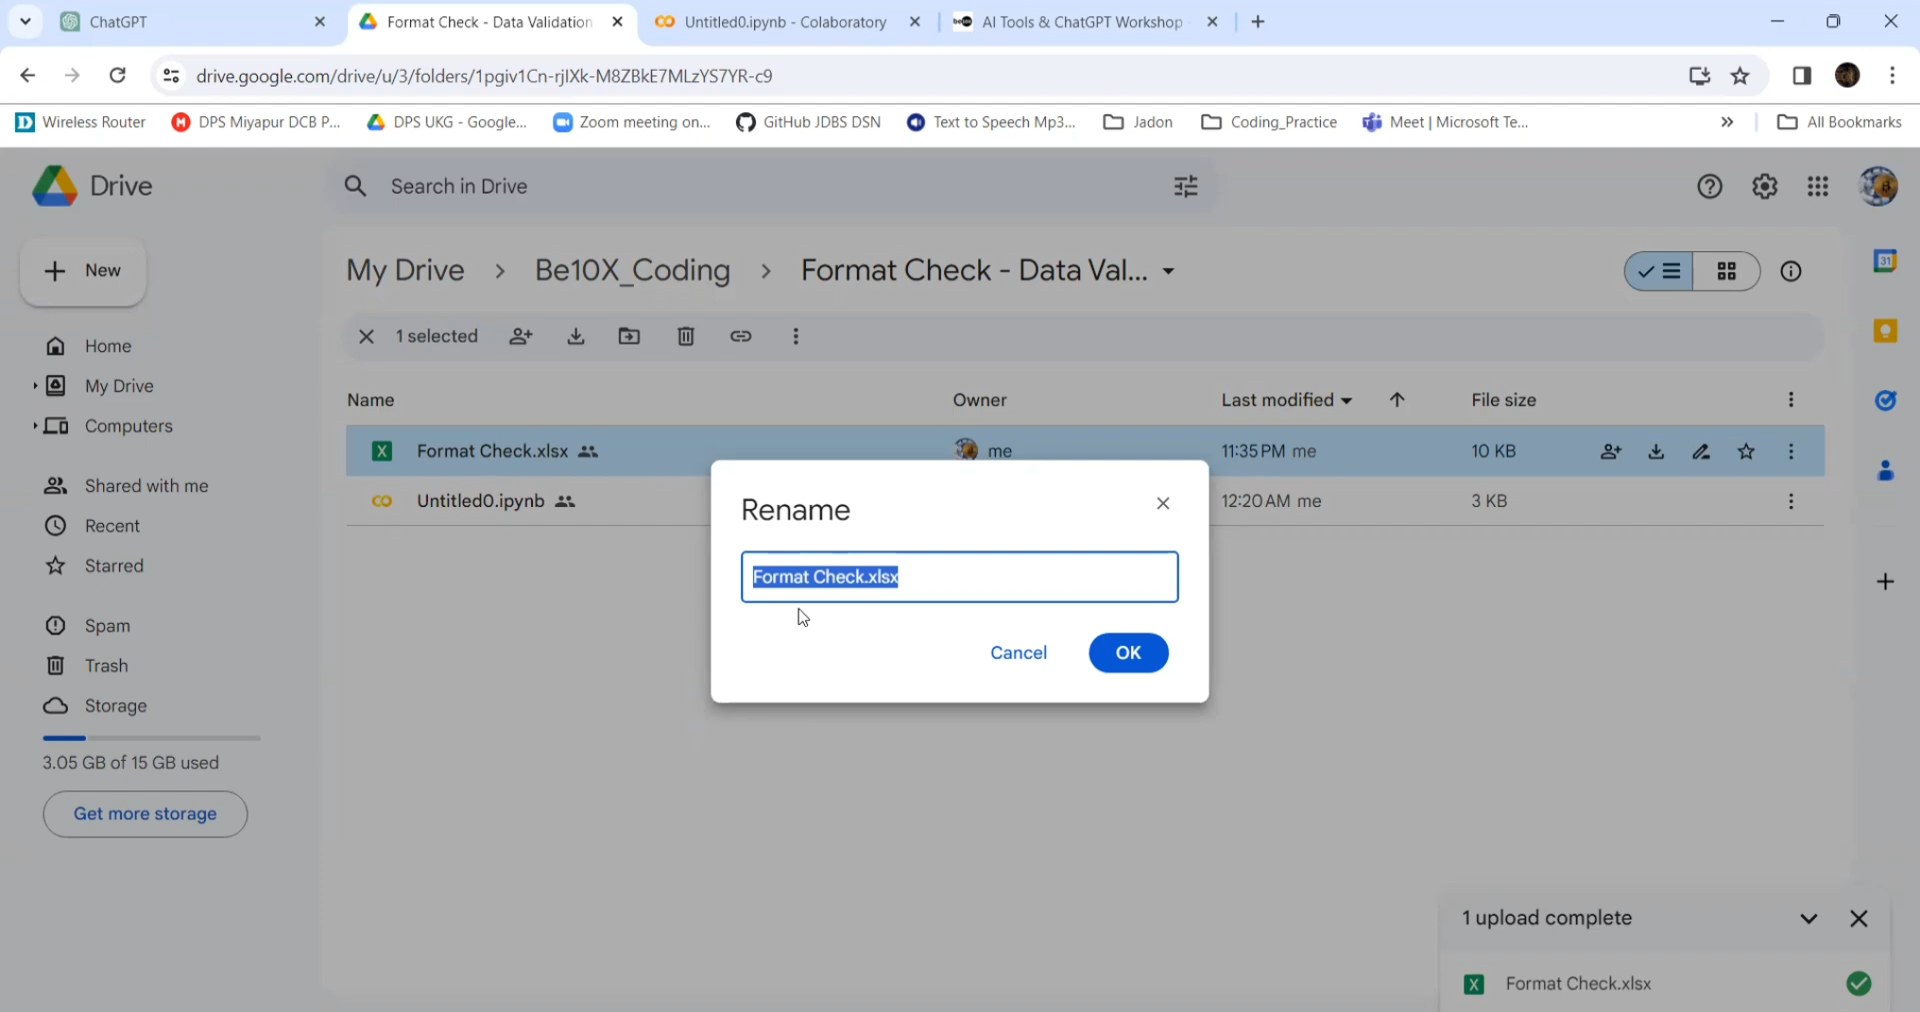 ChatGPT
Format Check - Data Validation
Untitled0.ipynb - Colaboratory
AI Tools & ChatGPT Workshop
drive.google.com/drive/u/3/folders/1pgiv1Cn-rjIXk-M8ZBkE7MLzYS7YR-c9
Wireless Router
DPS Miyapur DCB P...
DPS UKG - Google...
Zoom meeting on...
GitHub JDBS DSN
Text to Speech Mp3...
Jadon
Coding_Practice
Meet | Microsoft Te...
All Bookmarks
Drive
Search in Drive
New
My Drive > Be10X_Coding > Format Check - Data Val...
1 selected
Home
My Drive
Computers
Shared with me
Recent
Starred
Spam
Trash
Storage
3.05 GB of 15 GB used
Get more storage
Name Owner Last modified File size
Format Check.xlsx me 11:35 PM me 10 KB
Untitled0.ipynb 12:20 AM me 3 KB
Rename
Format Check.xlsx
Cancel OK
1 upload complete
Format Check.xlsx